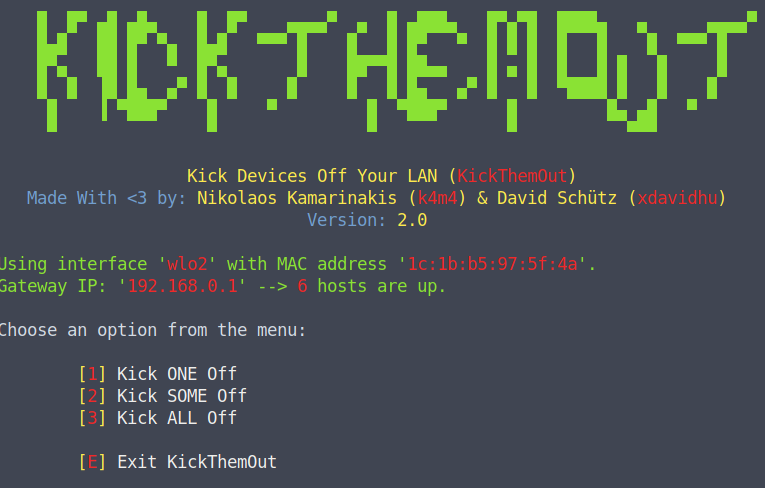 KICKTHEMOUT
Kick Devices Off Your LAN (KickThemOut)
Made With <3 by: Nikolaos Kamarinakis (k4m4) & David Schütz (xdavidhu)
Version: 2.0
Using interface 'wlo2' with MAC address '1c:1b:b5:97:5f:4a'.
Gateway IP: '192.168.0.1' --> 6 hosts are up.
Choose an option from the menu:
[1] Kick ONE Off
[2] Kick SOME Off
[3] Kick ALL Off
[E] Exit KickThemOut